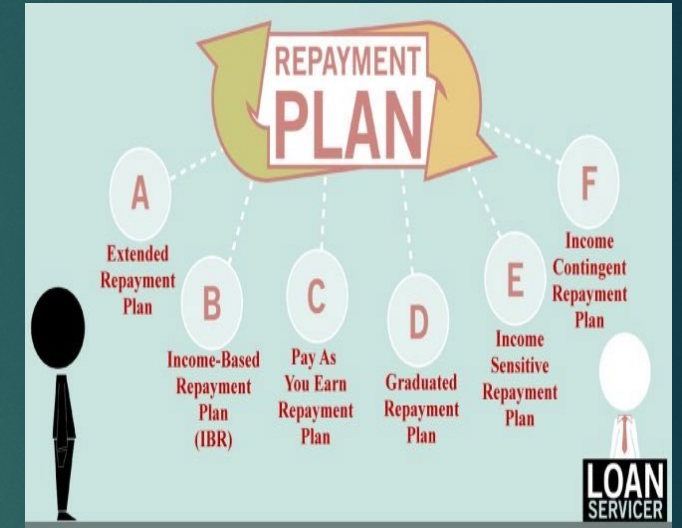 REPAYMENT
PLAN
A
Extended
Repayment
Plan
B
Income-Based
Repayment
Plan
(IBR)
C
Pay As
You Earn
Repayment
Plan
D
Graduated
Repayment
Plan
E
Income
Sensitive
Repayment
Plan
F
Income
Contingent
Repayment
Plan
LOAN
SERVICER